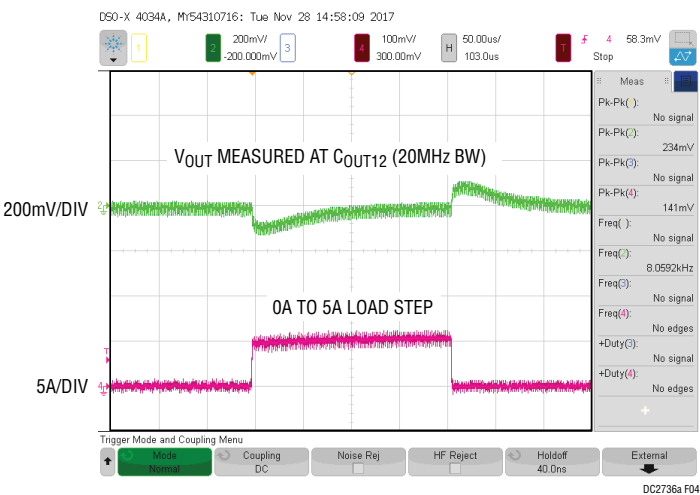 DSO-X 4034A, MY54310716: Tue Nov 28 14:58:09 2017
1
2 200mV/ -200.000mV 3
4 100mV/ 300.00mV
H 50.00us/ 103.0us
T 4 58.3mV
Stop
Meas
Pk-Pk(1):
No signal
Pk-Pk(2):
234mV
Pk-Pk(3):
No signal
Pk-Pk(4):
141mV
Freq(1):
No signal
Freq(2):
8.0592kHz
Freq(3):
No signal
Freq(4):
No edges
+Duty(3):
No signal
+Duty(4):
No edges
VOUT MEASURED AT COUT12 (20MHz BW)
200mV/DIV
2
0A TO 5A LOAD STEP
T
5A/DIV
4
Trigger Mode and Coupling Menu
Mode
Normal
Coupling
DC
Noise Rej
HF Reject
Holdoff
40.0ns
External
DC2736a F04